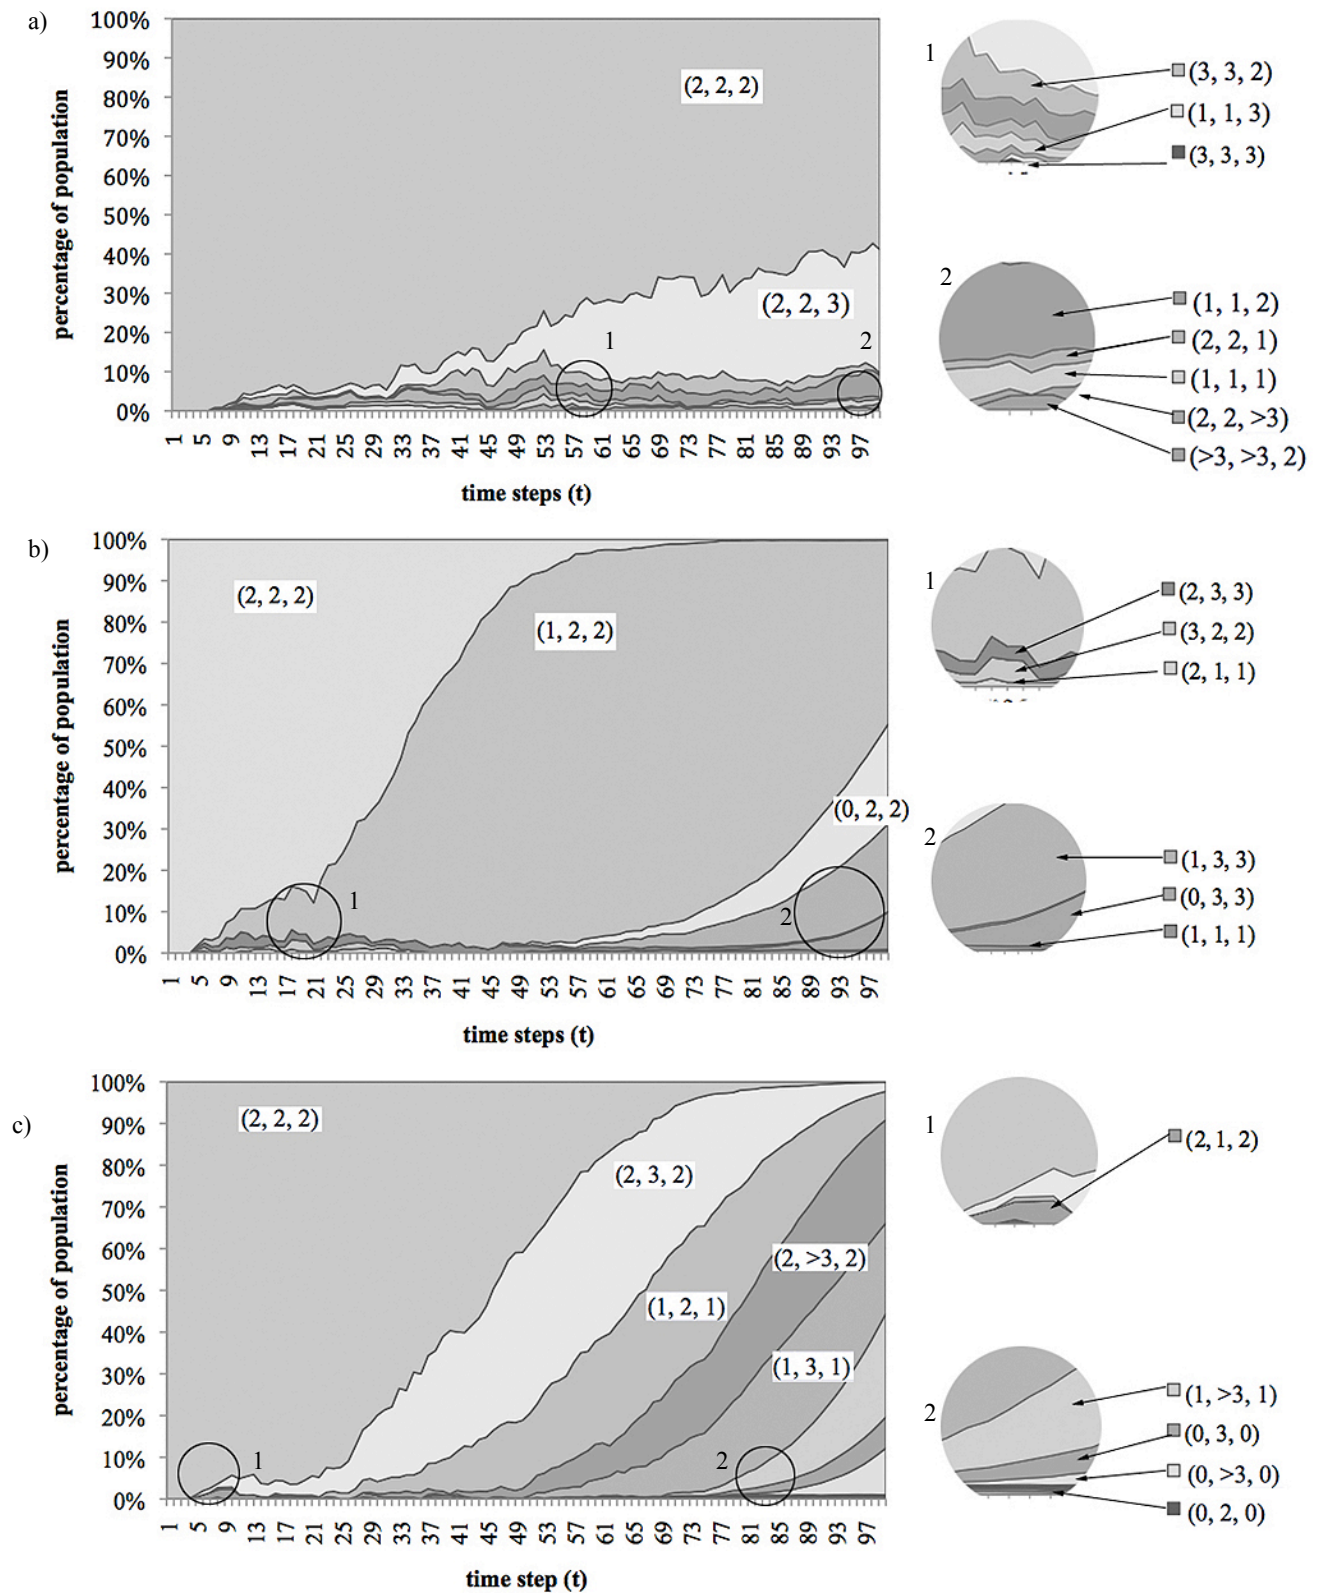 a)
percentage of population
100%
90%
80%
70%
60%
50%
40%
30%
20%
10%
0%
(2, 2, 2)
(2, 2, 3)
1
2
1 5 9 13 17 21 25 29 33 37 41 45 49 53 57 61 65 69 73 77 81 85 89 93 97
time steps (t)
1
(3, 3, 2)
(1, 1, 3)
(3, 3, 3)
2
(1, 1, 2)
(2, 2, 1)
(1, 1, 1)
(2, 2, >3)
(>3, >3, 2)
b)
percentage of population
100%
90%
80%
70%
60%
50%
40%
30%
20%
10%
0%
(2, 2, 2)
(1, 2, 2)
(0, 2, 2)
1
2
1 5 9 13 17 21 25 29 33 37 41 45 49 53 57 61 65 69 73 77 81 85 89 93 97
time steps (t)
1
(2, 3, 3)
(3, 2, 2)
(2, 1, 1)
2
(1, 3, 3)
(0, 3, 3)
(1, 1, 1)
c)
percentage of population
100%
90%
80%
70%
60%
50%
40%
30%
20%
10%
0%
(2, 2, 2)
(2, 3, 2)
(2, >3, 2)
(1, 2, 1)
(1, 3, 1)
1
2
1 5 9 13 17 21 25 29 33 37 41 45 49 53 57 61 65 69 73 77 81 85 89 93 97
time step (t)
1
(2, 1, 2)
2
(1, >3, 1)
(0, 3, 0)
(0, >3, 0)
(0, 2, 0)